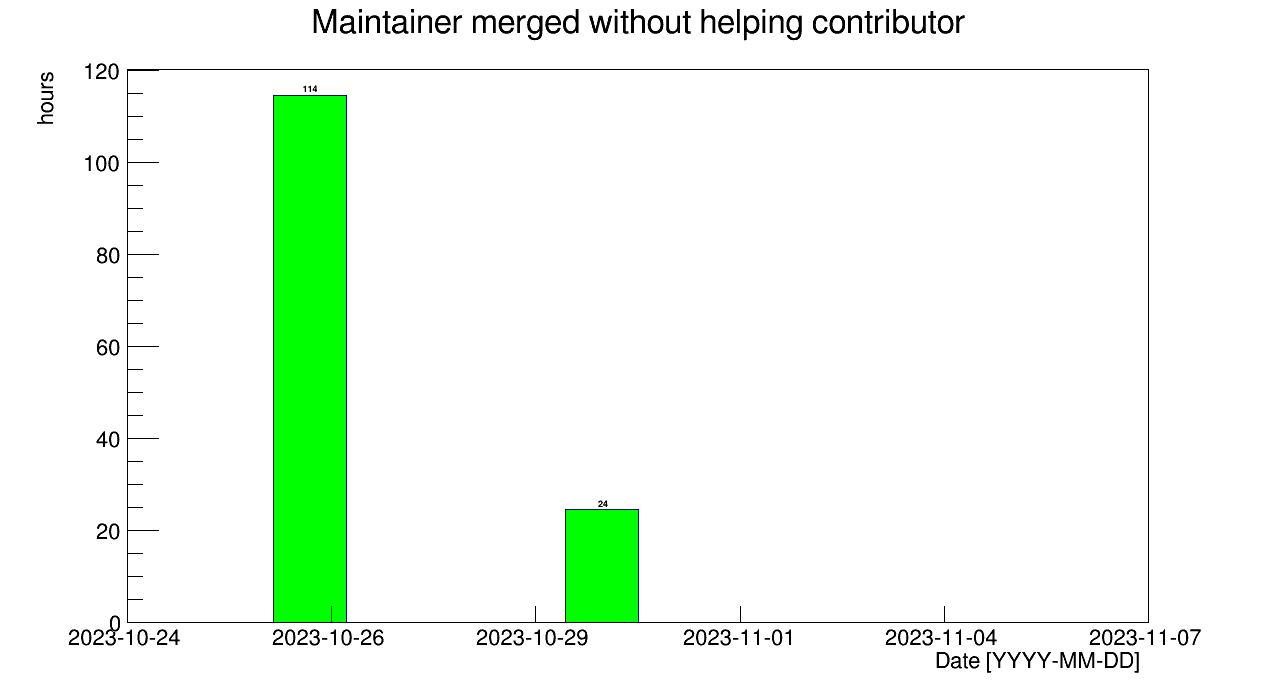 Maintainer merged without helping contributor
hours
120
100
80
60
40
20
0
114
24
2023-10-24 2023-10-26 2023-10-29 2023-11-01 2023-11-04 2023-11-07
Date [YYYY-MM-DD]